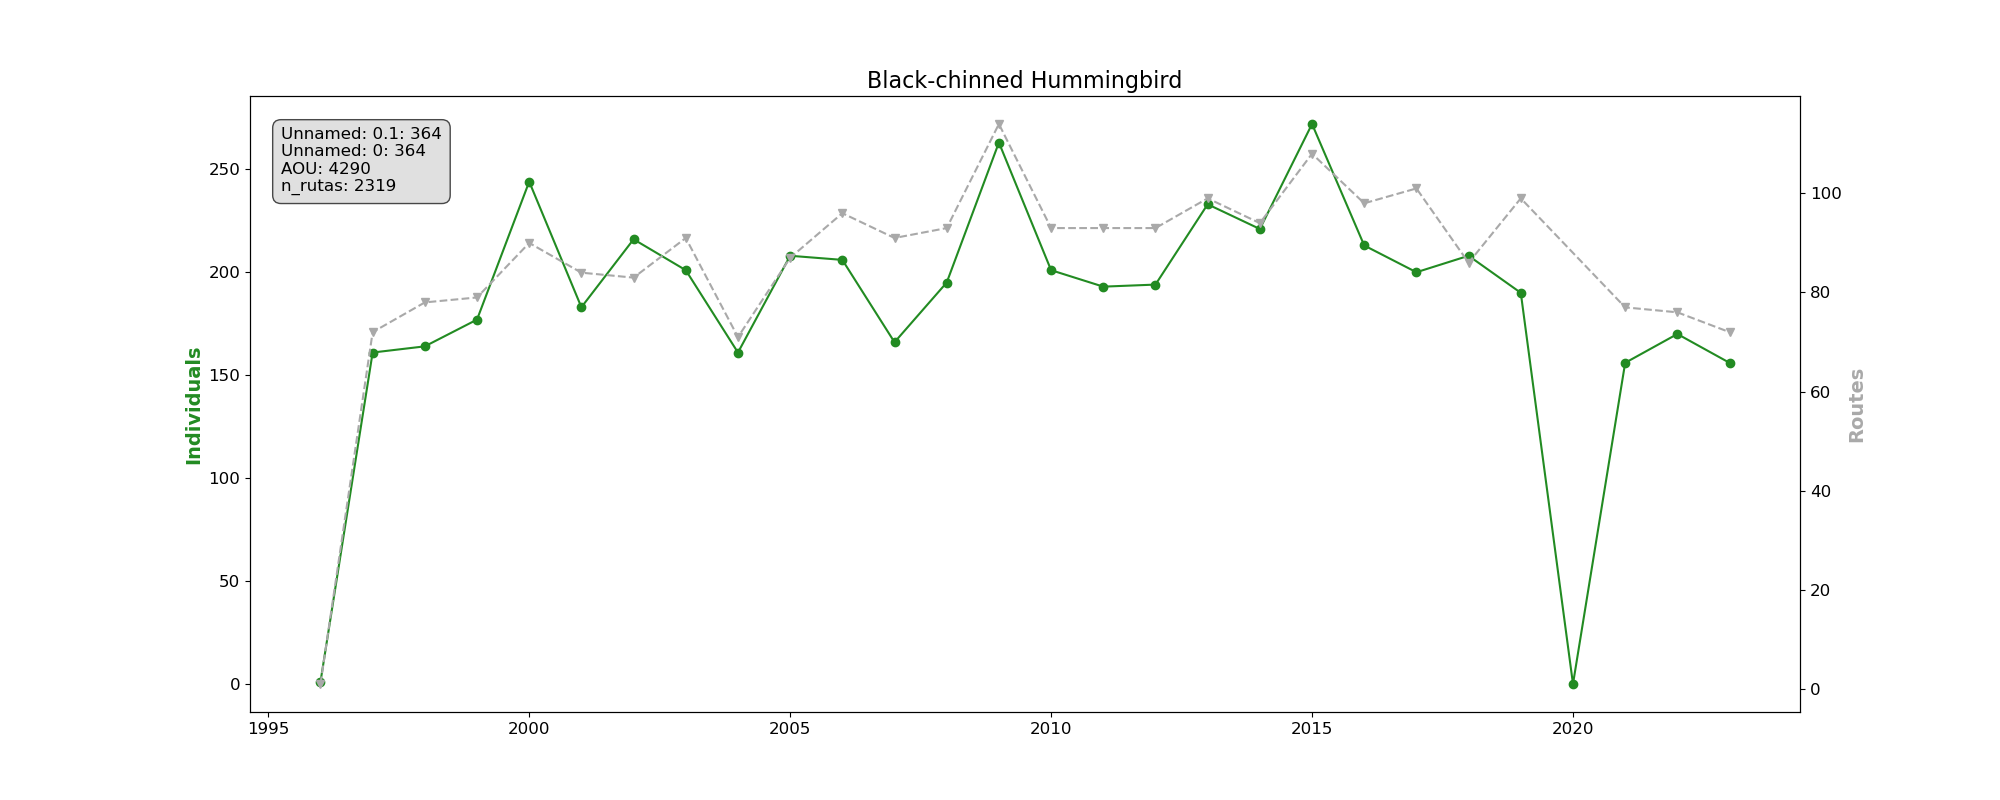 Black-chinned Hummingbird
Unnamed: 0.1: 364
Unnamed: 0: 364
AOU: 4290
n_rutas: 2319
Individuals
250
200
150
100
50
0
Routes
100
80
60
40
20
0
1995
2000
2005
2010
2015
2020